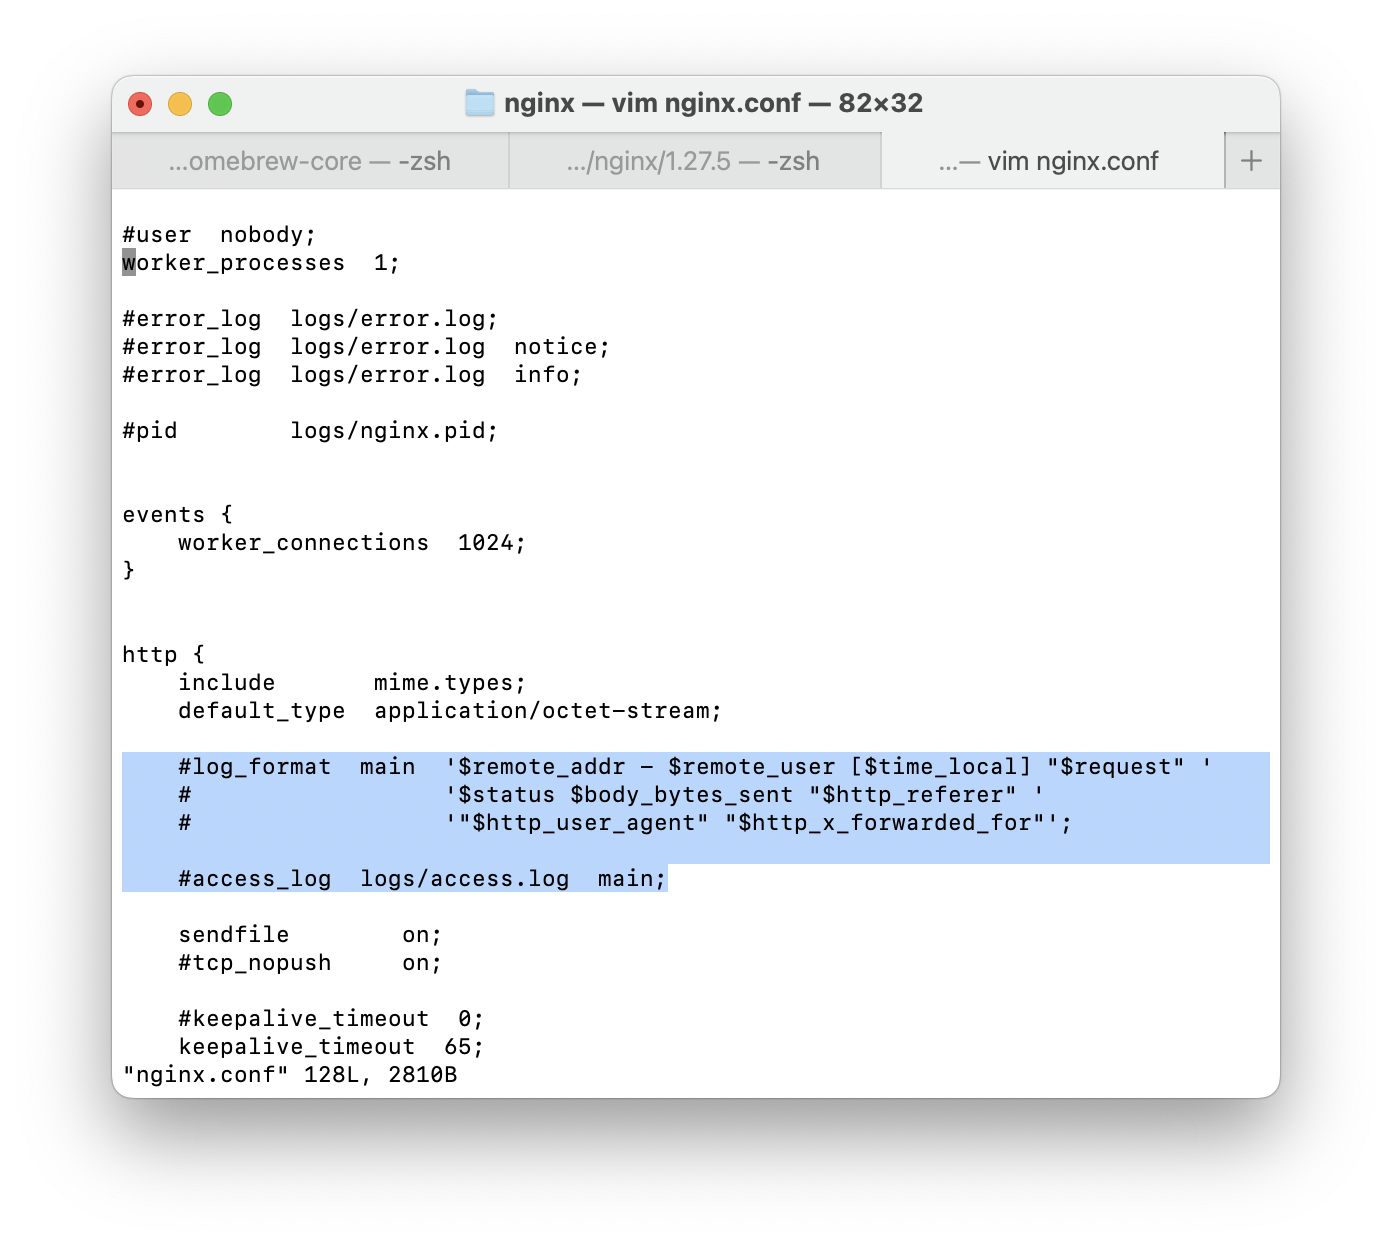 nginx — vim nginx.conf — 82×32
...omebrew-core — -zsh
.../nginx/1.27.5 — -zsh
...— vim nginx.conf
+
#user  nobody;
worker_processes  1;
#error_log  logs/error.log;
#error_log  logs/error.log  notice;
#error_log  logs/error.log  info;
#pid        logs/nginx.pid;
events {
    worker_connections  1024;
}
http {
    include       mime.types;
    default_type  application/octet-stream;
    #log_format  main  '$remote_addr - $remote_user [$time_local] "$request" '
    #                  '$status $body_bytes_sent "$http_referer" '
    #                  '"$http_user_agent" "$http_x_forwarded_for"';
    #access_log  logs/access.log  main;
    sendfile        on;
    #tcp_nopush     on;
    #keepalive_timeout  0;
    keepalive_timeout  65;
"nginx.conf" 128L, 2810B